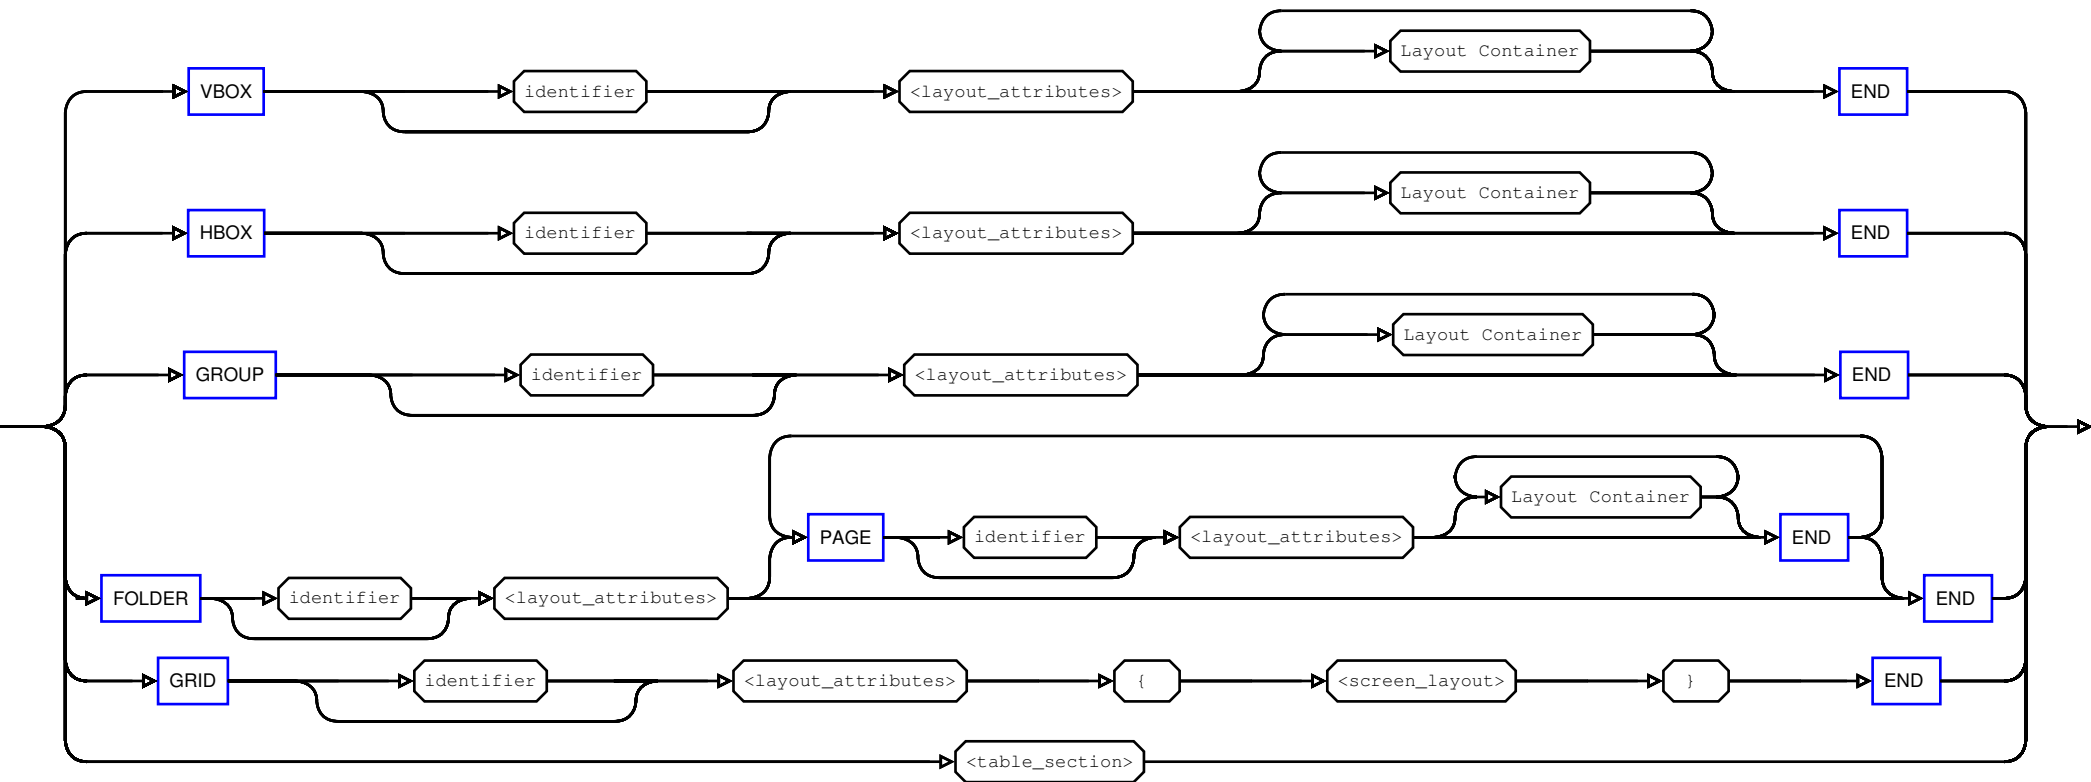 Layout Container
VBOX identifier <layout_attributes> END
Layout Container
HBOX identifier <layout_attributes> END
Layout Container
GROUP identifier <layout_attributes> END
Layout Container
PAGE identifier <layout_attributes> END
FOLDER identifier <layout_attributes> END
GRID identifier <layout_attributes> { <screen_layout> } END
<table_section>